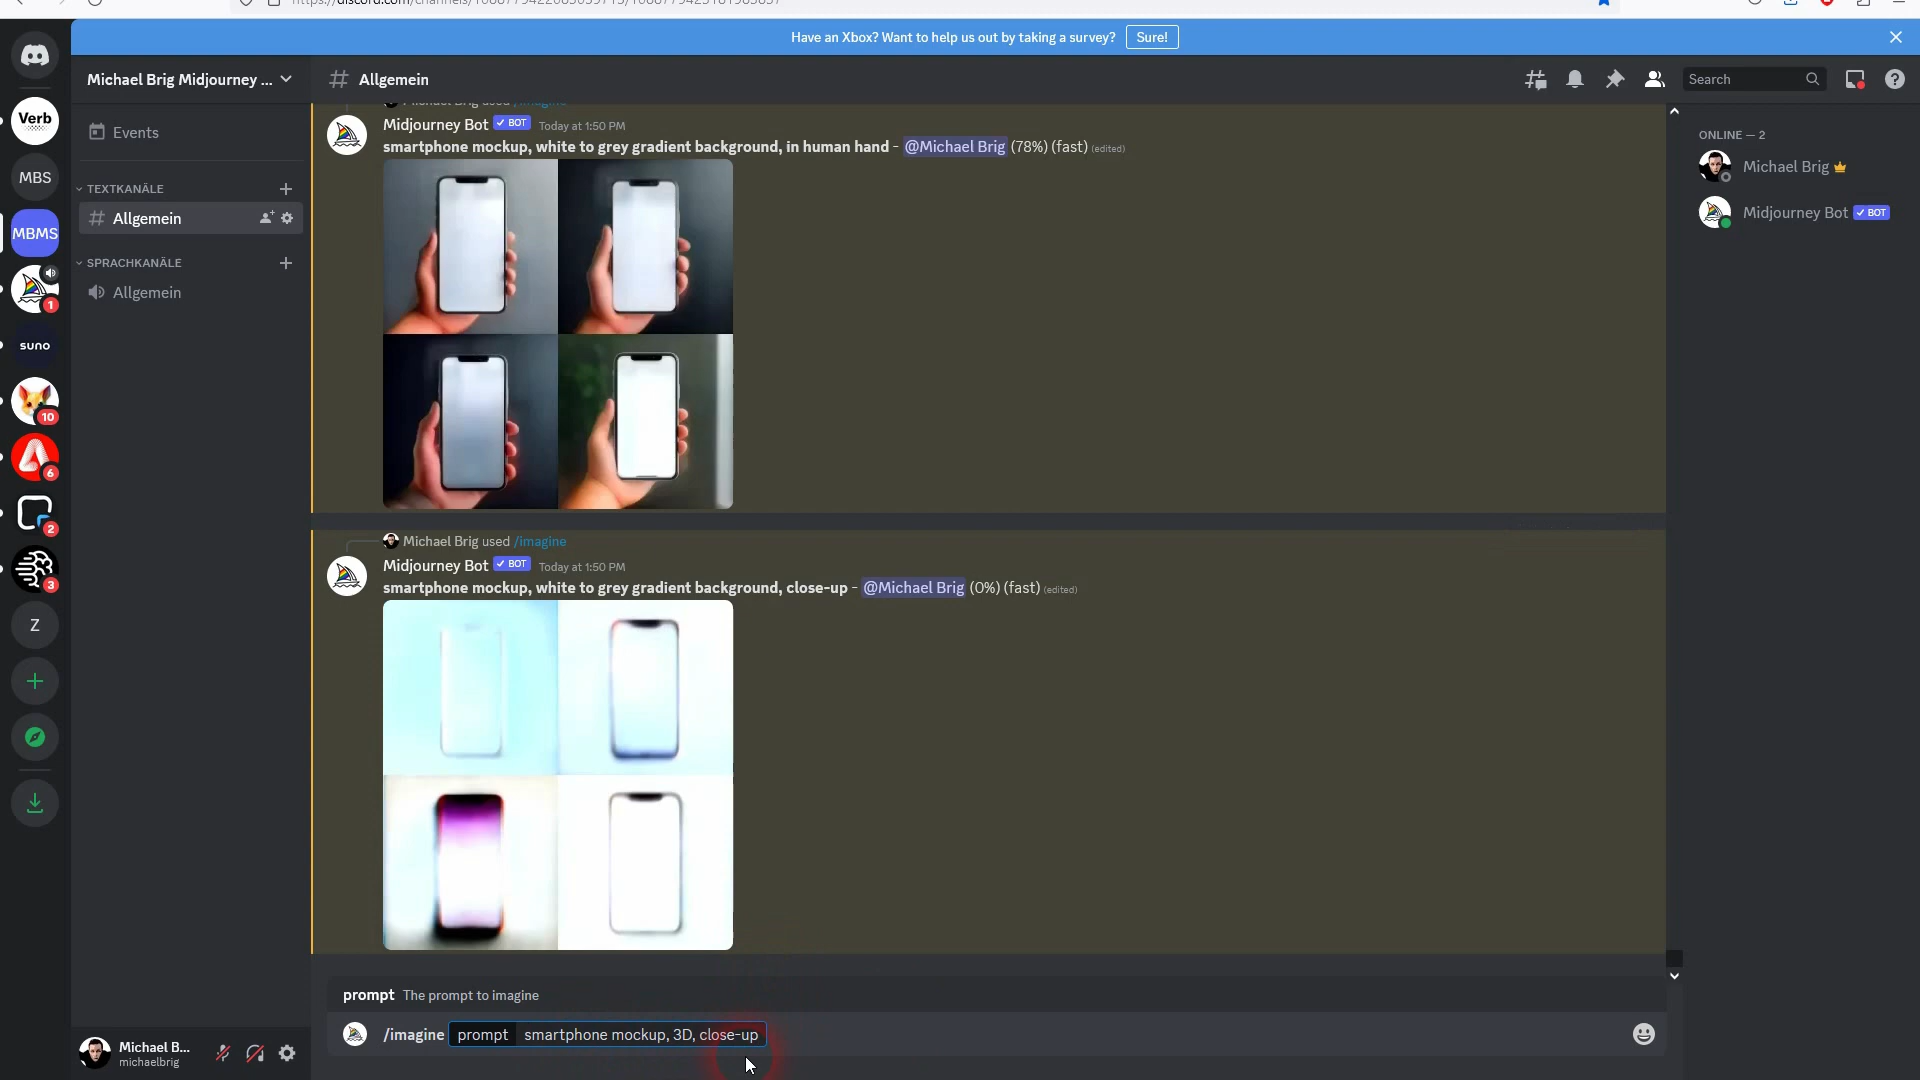 Have an Xbox? Want to help us out by taking a survey? Sure!
Michael Brig Midjourney ...
Allgemein
Search
Events
TEXTKANÄLE
Allgemein
SPRACHKANÄLE
Allgemein
Verb
MBS
MBMS
1
suno
10
6
2
3
Z
Midjourney Bot ✓ BOT Today at 1:50 PM
smartphone mockup, white to grey gradient background, in human hand - @Michael Brig (78%) (fast) (edited)
Michael Brig used /imagine
Midjourney Bot ✓ BOT Today at 1:50 PM
smartphone mockup, white to grey gradient background, close-up - @Michael Brig (0%) (fast) (edited)
prompt The prompt to imagine
/imagine prompt smartphone mockup, 3D, close-up
Michael B...
michaelbrig
ONLINE — 2
Michael Brig
Midjourney Bot ✓ BOT